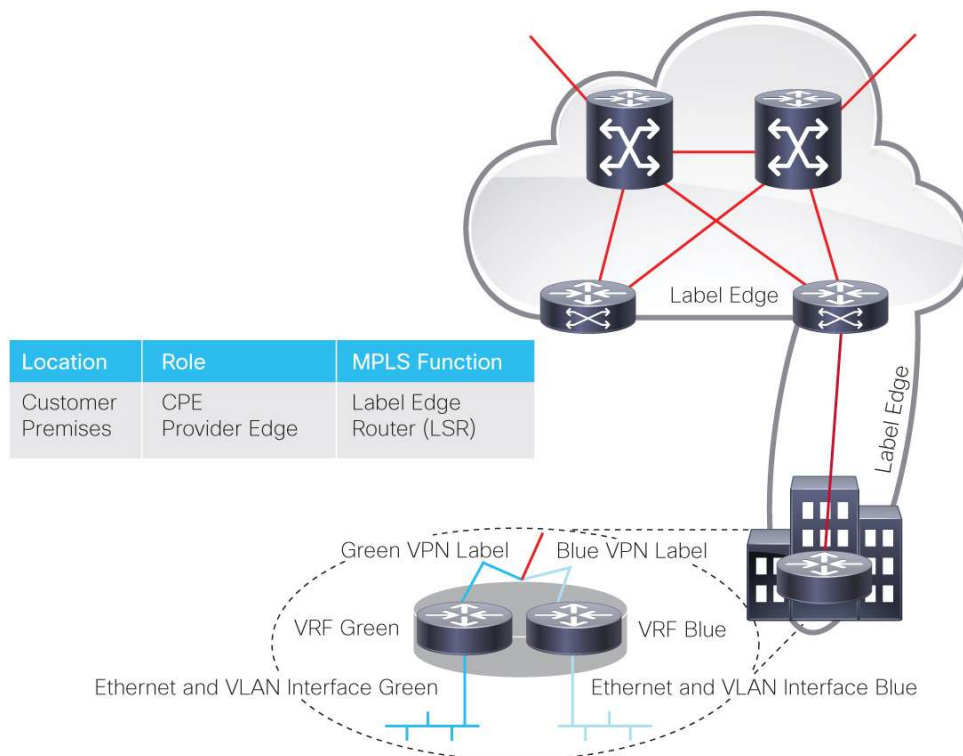 Label Edge
Label Edge
Location Role MPLS Function
Customer CPE Label Edge
Premises Provider Edge Router (LSR)
Green VPN Label Blue VPN Label
VRF Green VRF Blue
Ethernet and VLAN Interface Green Ethernet and VLAN Interface Blue